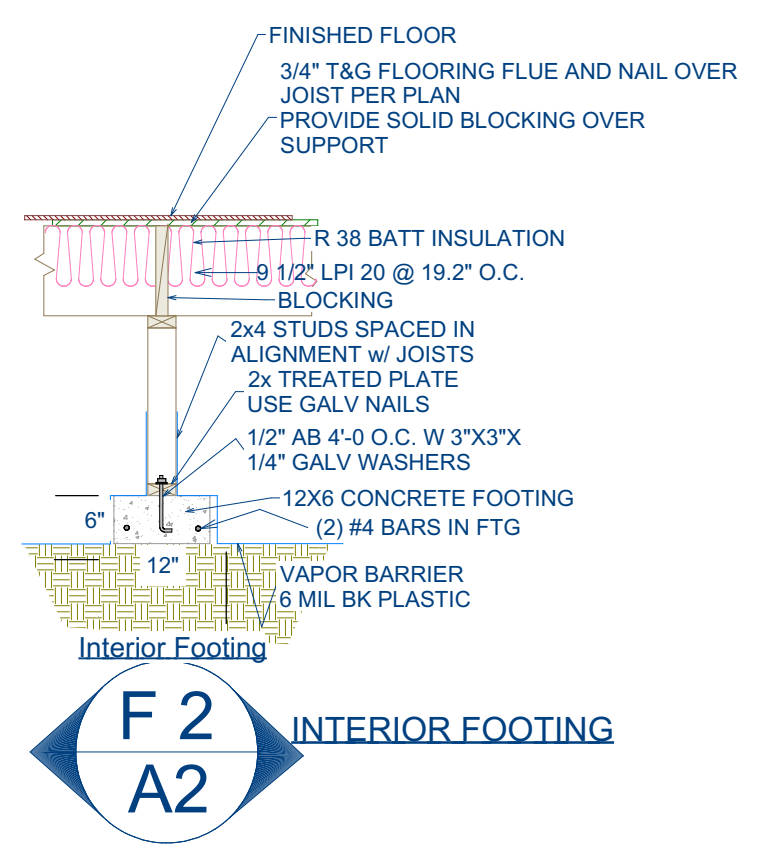 FINISHED FLOOR
3/4" T&G FLOORING FLUE AND NAIL OVER
JOIST PER PLAN
PROVIDE SOLID BLOCKING OVER
SUPPORT
R 38 BATT INSULATION
9 1/2" LPI 20 @ 19.2" O.C.
BLOCKING
2x4 STUDS SPACED IN
ALIGNMENT w/ JOISTS
2x TREATED PLATE
USE GALV NAILS
1/2" AB 4'-0 O.C. W 3"X3"X
1/4" GALV WASHERS
12X6 CONCRETE FOOTING
6"
(2) #4 BARS IN FTG
12"
VAPOR BARRIER
6 MIL BK PLASTIC
Interior Footing
F 2
INTERIOR FOOTING
A2